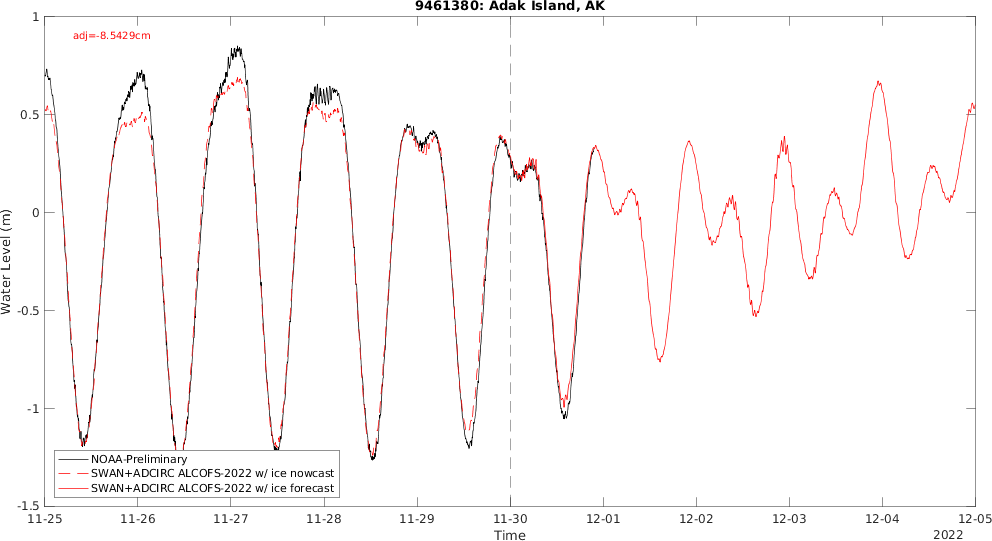 9461380: Adak Island, AK
adj=-8.5429cm
Water Level (m)
1
0.5
0
-0.5
-1
-1.5
NOAA-Preliminary
SWAN+ADCIRC ALCOFS-2022 w/ ice nowcast
SWAN+ADCIRC ALCOFS-2022 w/ ice forecast
11-25 11-26 11-27 11-28 11-29 11-30 12-01 12-02 12-03 12-04 12-05
Time
2022